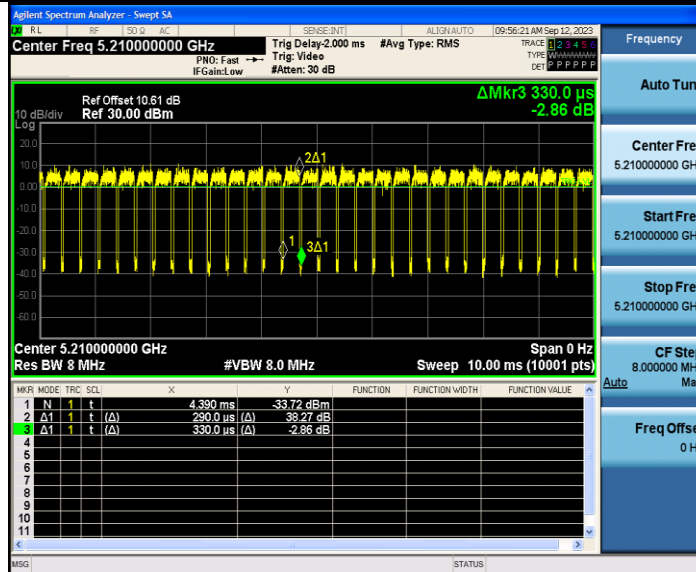 Agilent Spectrum Analyzer - Swept SA
RL RF 50 Ω AC SENSE:INT ALIGN AUTO 09:56:21 AM Sep 12, 2023
Center Freq 5.210000000 GHz
Trig Delay-2.000 ms #Avg Type: RMS
TRACE 1 2 3 4 5 6
PNO: Fast Trig: Video
TYPE WWWWWW
IFGain:Low #Atten: 30 dB
DET P P P P P P
Ref Offset 10.61 dB
10 dB/div Ref 30.00 dBm
ΔMkr3 330.0 µs
-2.86 dB
Log
20.0
10.0
0.00
-10.0
-20.0
-30.0
-40.0
-50.0
-60.0
2Δ1
1
3Δ1
Center 5.210000000 GHz Span 0 Hz
Res BW 8 MHz #VBW 8.0 MHz Sweep 10.00 ms (10001 pts)
MKR MODE TRC SCL X Y FUNCTION FUNCTION WIDTH FUNCTION VALUE
1 N 1 t 4.390 ms -33.72 dBm
2 Δ1 1 t (Δ) 290.0 µs (Δ) 38.27 dB
3 Δ1 1 t (Δ) 330.0 µs (Δ) -2.86 dB
4
5
6
7
8
9
10
11
MSG STATUS
Frequency
Auto Tun
Center Fre
5.210000000 GH
Start Fre
5.210000000 GH
Stop Fre
5.210000000 GH
CF Ste
8.000000 MH
Auto Ma
Freq Offse
0 H